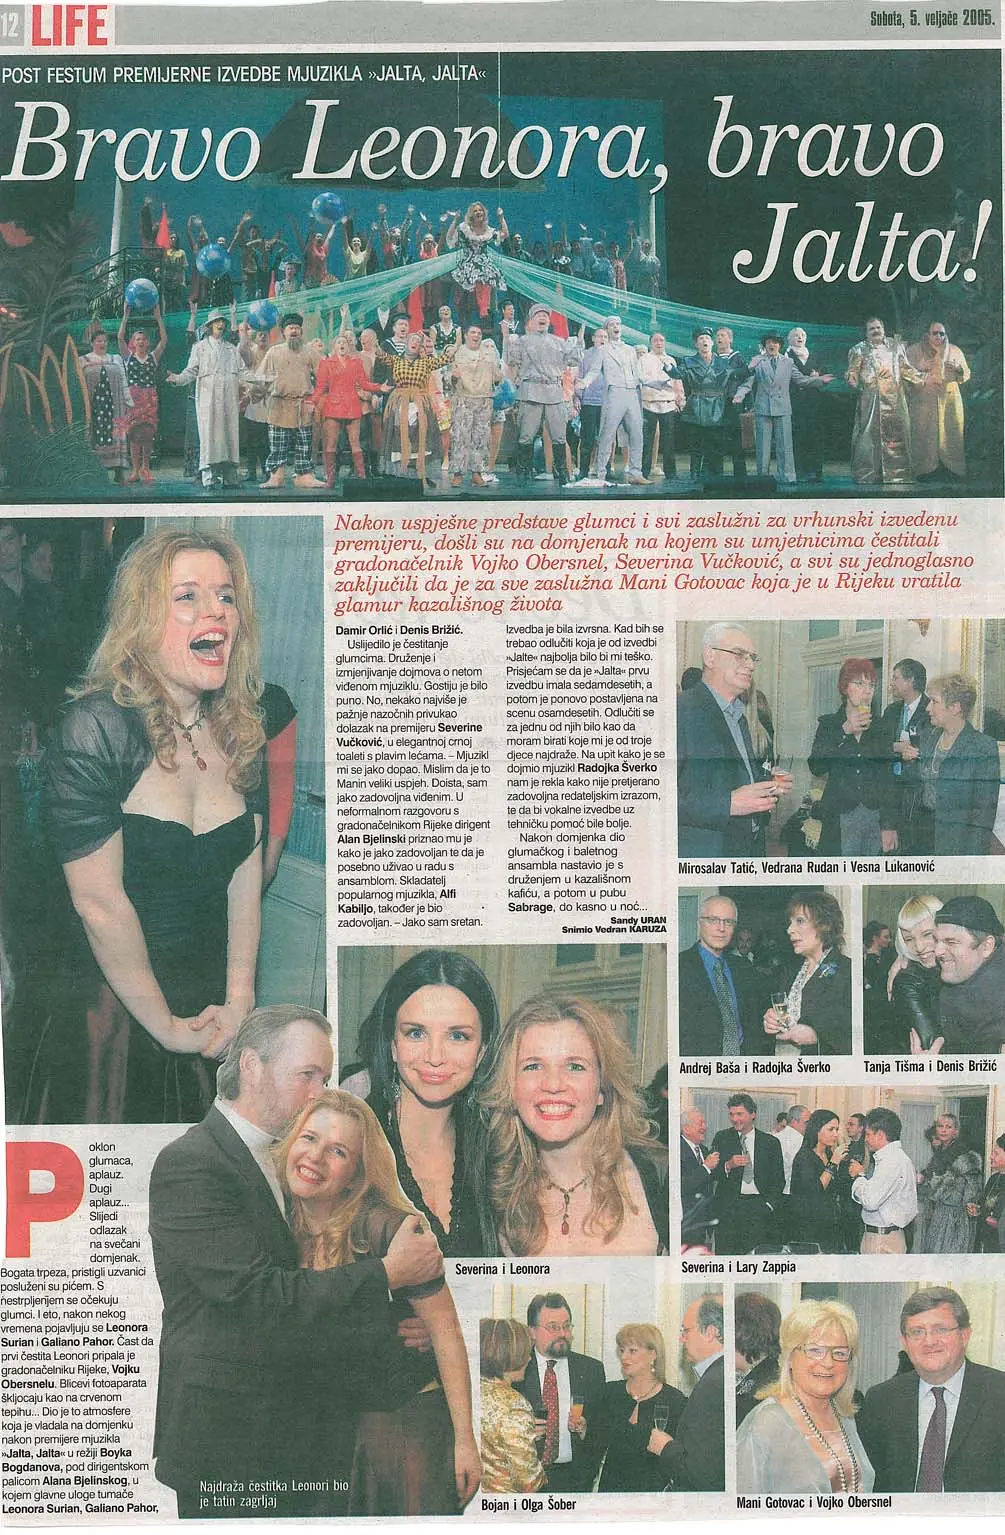 12 LIFE
Subota, 5. veljače 2005.
POST FESTUM PREMIJERNE IZVEDBE MJUZIKLA »JALTA, JALTA«
Bravo Leonora, bravo
Jalta!
Nakon uspješne predstave glumci i svi zaslužni za vrhunski izvedenu
premijeru, došli su na domjenak na kojem su umjetnicima čestitali
gradonačelnik Vojko Obersnel, Severina Vučković, a svi su jednoglasno
zaključili da je za sve zaslužna Mani Gotovac koja je u Rijeku vratila
glamur kazališnog života
Poklon
glumaca,
aplauz.
Dugi
aplauz...
Slijedi
odlazak
na svečani
domjenak.
Bogata trpeza, pristigli uzvanici
posluženi su pićem. S
nestrpljenjem se očekuju
glumci. I eto, nakon nekog
vremena pojavljuju se Leonora
Surian i Galiano Pahor. Čast da
prvi čestita Leonori pripala je
gradonačelniku Rijeke, Vojku
Obersnelu. Blicevi fotoaparata
škljocaju kao na crvenom
tepihu... Dio je to atmosfere
koja je vladala na domjenku
nakon premijere mjuzikla
»Jalta, Jalta« u režiji Boyka
Bogdanova, pod dirigentskom
palicom Alana Bjelinskog, u
kojem glavne uloge tumače
Leonora Surian, Galiano Pahor,
Damir Orlić i Denis Brižić.
Uslijedilo je čestitanje
glumcima. Druženje i
izmjenjivanje dojmova o netom
viđenom mjuziklu. Gostiju je bilo
puno. No, nekako najviše je
pažnje nazočnih privukao
dolazak na premijeru Severine
Vučković, u elegantnoj crnoj
toaleti s plavim lećama. – Mjuzikl
mi se jako dopao. Mislim da je to
Manin veliki uspjeh. Doista, sam
jako zadovoljna viđenim. U
neformalnom razgovoru s
gradonačelnikom Rijeke dirigent
Alan Bjelinski priznao mu je
kako je jako zadovoljan te da je
posebno uživao u radu s
ansamblom. Skladatelj
popularnog mjuzikla, Alfi
Kabiljo, također je bio
zadovoljan. – Jako sam sretan.
Izvedba je bila izvrsna. Kad bih se
trebao odlučiti koja je od izvedbi
»Jalte« najbolja bilo bi mi teško.
Prisjećam se da je »Jalta« prvu
izvedbu imala sedamdesetih, a
potom je ponovo postavljena na
scenu osamdesetih. Odlučiti se
za jednu od njih bilo kao da
moram birati koje mi je od troje
djece najdraže. Na upit kako je se
dojmio mjuzikl Radojka Šverko
nam je rekla kako nije pretjerano
zadovoljna redateljskim izrazom,
te da bi vokalne izvedbe uz
tehničku pomoć bile bolje.
Nakon domjenka dio
glumačkog i baletnog
ansambla nastavio je s
druženjem u kazališnom
kafiću, a potom u pubu
Sabrage, do kasno u noć...
Sandy URAN
Snimio Vedran KARUZA
Mirosalav Tatić, Vedrana Rudan i Vesna Lukanović
Andrej Baša i Radojka Šverko
Tanja Tišma i Denis Brižić
Severina i Leonora
Severina i Lary Zappia
Najdraža čestitka Leonori bio
je tatin zagrljaj
Bojan i Olga Šober
Mani Gotovac i Vojko Obersnel